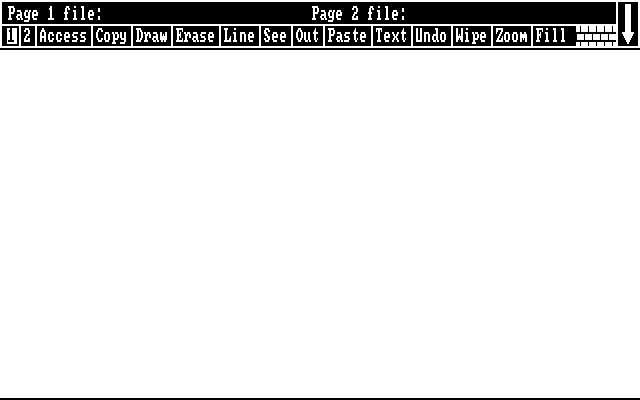 Page 1 file: Page 2 file:
1 2 Access Copy Draw Erase Line See Out Paste Text Undo Wipe Zoom Fill